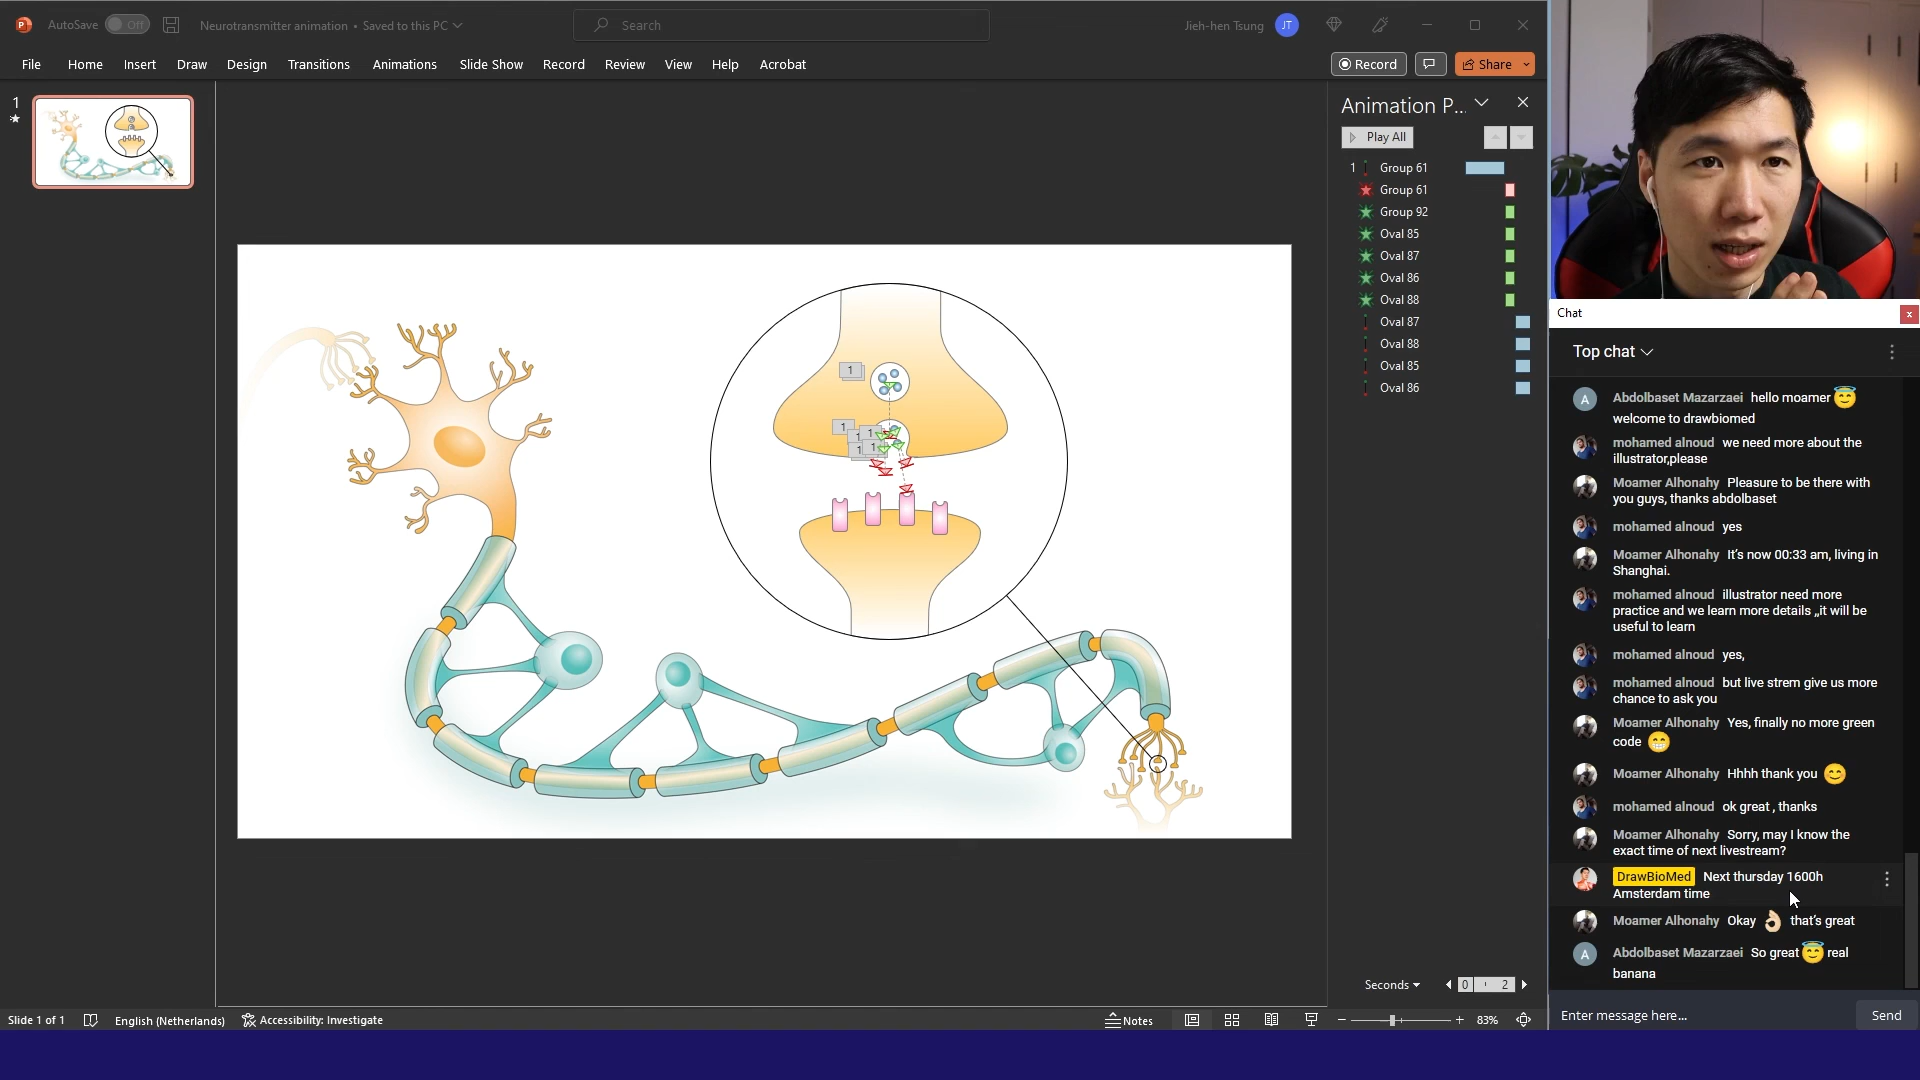 AutoSave Off Neurotransmitter animation • Saved to this PC Search Jieh-hen Tsung JT
File Home Insert Draw Design Transitions Animations Slide Show Record Review View Help Acrobat Record Share
1
Animation P...
Play All
1 Group 61
Group 61
Group 92
Oval 85
Oval 87
Oval 86
Oval 88
Oval 87
Oval 88
Oval 85
Oval 86
1
1
1
1
1
1
Seconds 0 2
Slide 1 of 1 English (Netherlands) Accessibility: Investigate Notes 83%
Chat
Top chat
A Abdolbaset Mazarzaei hello moamer 😇
welcome to drawbiomed
mohamed alnoud we need more about the
illustrator,please
Moamer Alhonahy Pleasure to be there with
you guys, thanks abdolbaset
mohamed alnoud yes
Moamer Alhonahy It's now 00:33 am, living in
Shanghai.
mohamed alnoud illustrator need more
practice and we learn more details ,,it will be
useful to learn
mohamed alnoud yes,
mohamed alnoud but live strem give us more
chance to ask you
Moamer Alhonahy Yes, finally no more green
code 😁
Moamer Alhonahy Hhhh thank you 😊
mohamed alnoud ok great , thanks
Moamer Alhonahy Sorry, may I know the
exact time of next livestream?
DrawBioMed Next thursday 1600h
Amsterdam time
Moamer Alhonahy Okay 👌🏼 that's great
A Abdolbaset Mazarzaei So great 😇 real
banana
Enter message here... Send